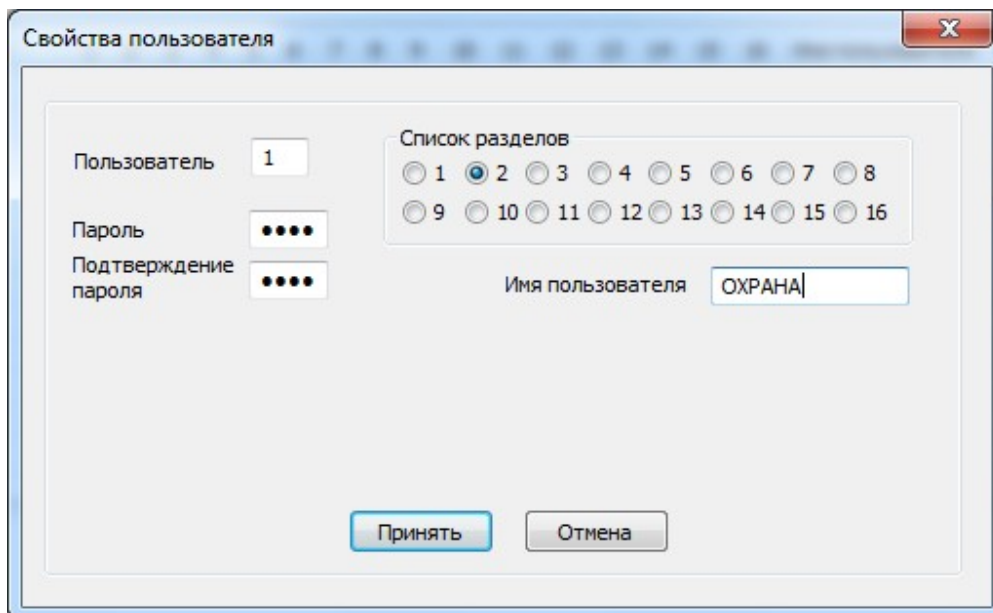 Свойства пользователя
Пользователь 1
Список разделов
1 2 3 4 5 6 7 8
9 10 11 12 13 14 15 16
Пароль ••••
Подтверждение
пароля ••••
Имя пользователя ОХРАНА
Принять Отмена